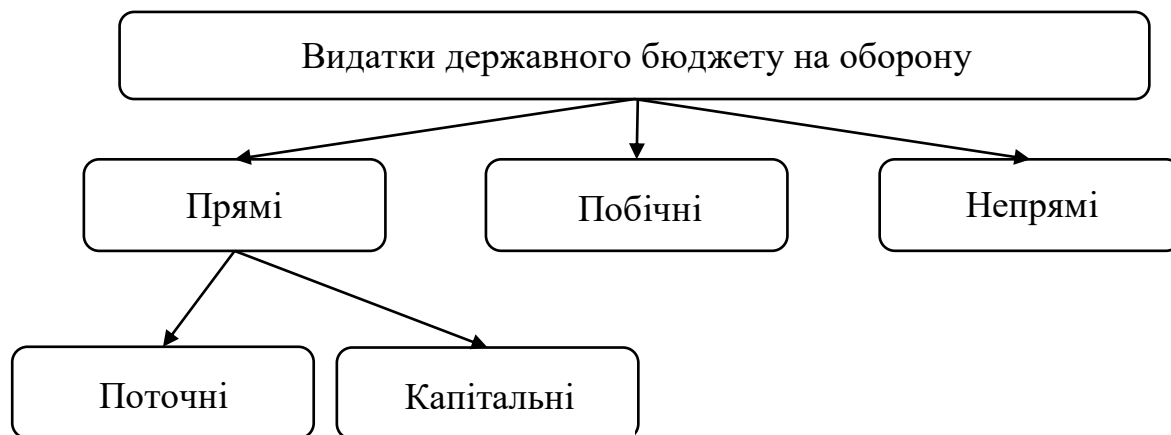 Видатки державного бюджету на оборону
Прямі
Побічні
Непрямі
Поточні
Капітальні